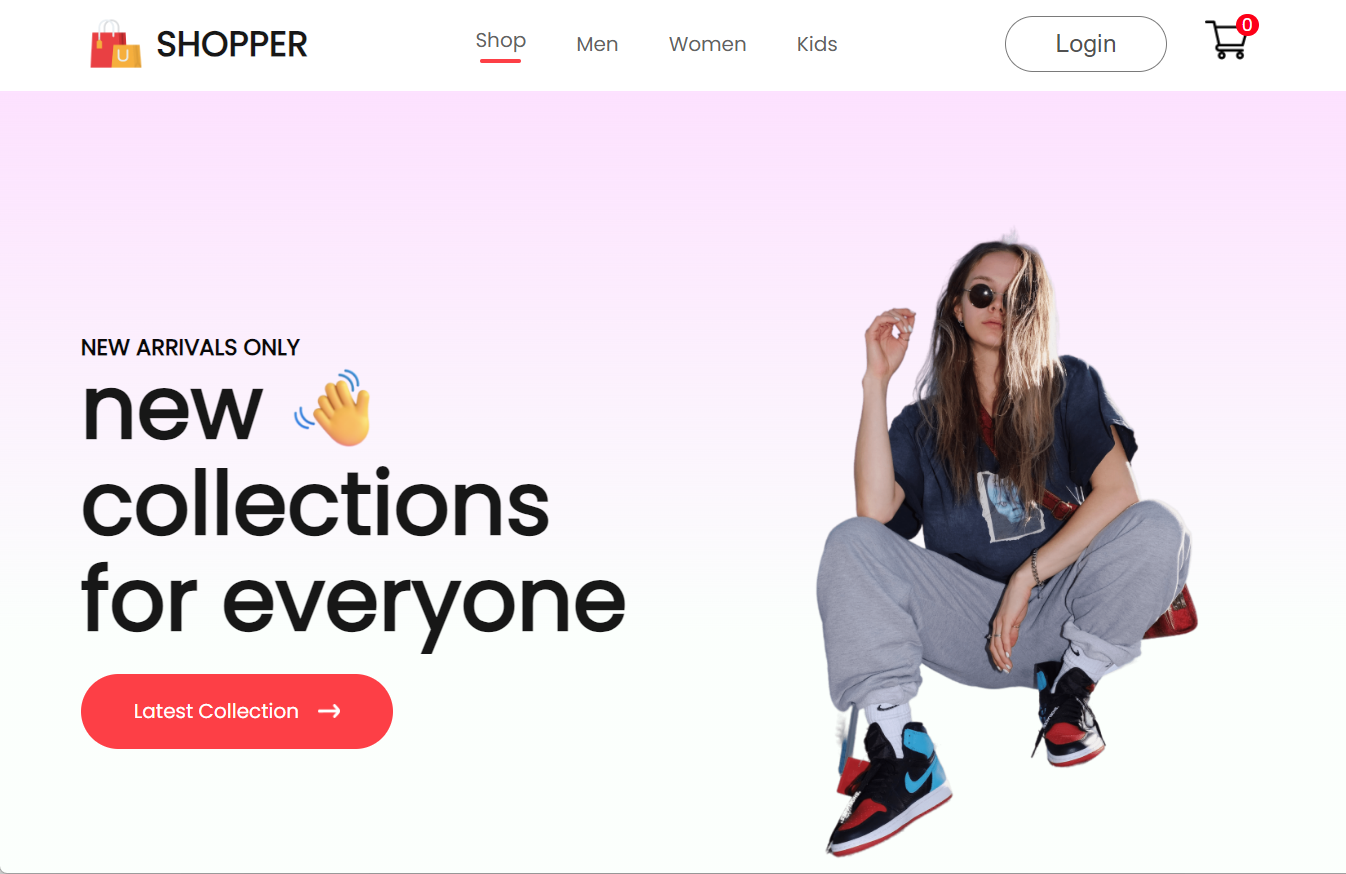 SHOPPER
Shop Men Women Kids
Login
0
NEW ARRIVALS ONLY
new
collections
for everyone
Latest Collection